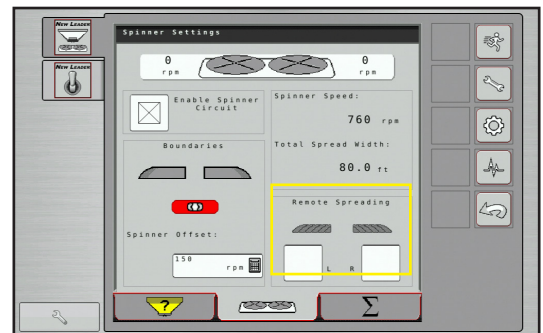 NEW LEADER
NEW LEADER
Spinner Settings
0
rpm
0
rpm
Enable Spinner
Circuit
Spinner Speed:
760 rpm
Boundaries
Total Spread Width:
80.0 ft
Remote Spreading
Spinner Offset:
150
rpm
L R
?
Σ